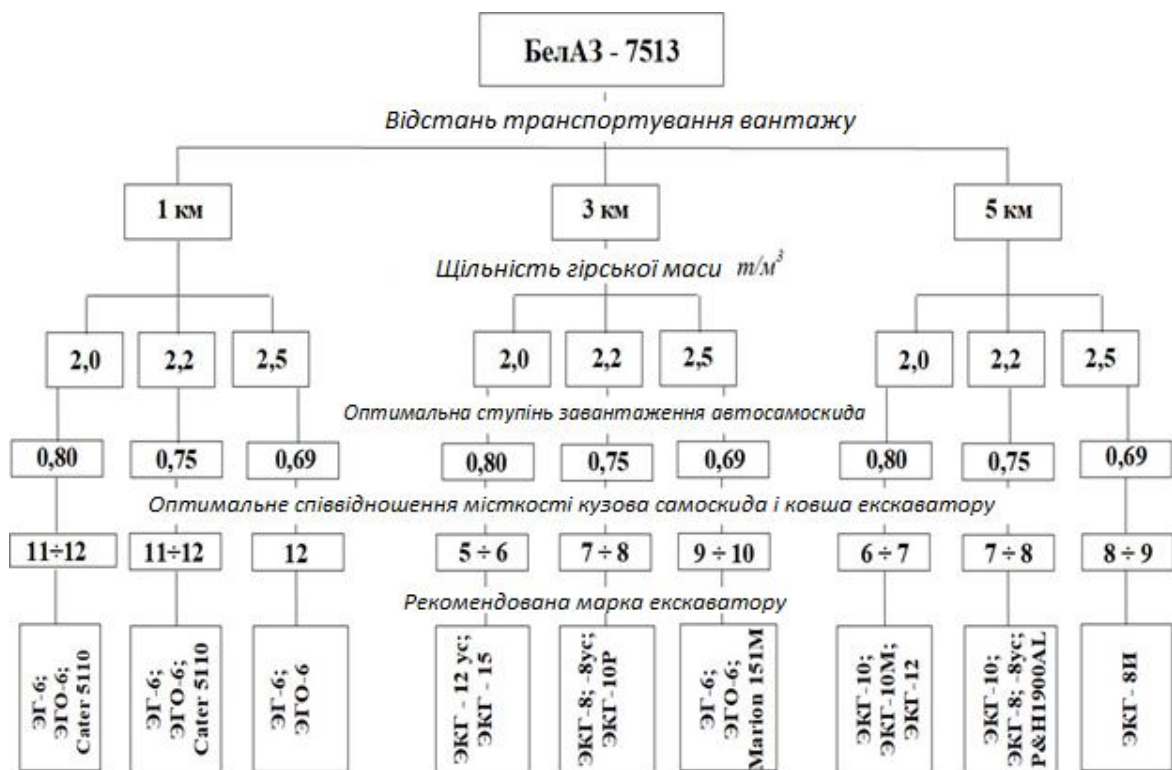 БелАЗ - 7513
Відстань транспортування вантажу
1 км
3 км
5 км
Щільність гірської маси т/м³
2,0
2,2
2,5
2,0
2,2
2,5
2,0
2,2
2,5
Оптимальна ступінь завантаження автосамоскида
0,80
0,75
0,69
0,80
0,75
0,69
0,80
0,75
0,69
Оптимальне співвідношення місткості кузова самоскида і ковша екскаватору
11÷12
11÷12
12
5 ÷ 6
7 ÷ 8
9 ÷ 10
6 ÷ 7
7 ÷ 8
8 ÷ 9
Рекомендована марка екскаватору
ЭГ-6;
ЭГО-6;
Cater 5110
ЭГ-6;
ЭГО-6;
Cater 5110
ЭГ-6;
ЭГО-6
ЭКГ - 12 ус;
ЭКГ - 15
ЭКГ-8; -8ус;
ЭКГ-10Р
ЭГ-6;
ЭГО-6;
Marion 151M
ЭКГ-10;
ЭКГ-10М;
ЭКГ-12
ЭКГ-10;
ЭКГ-8; -8ус;
P&H1900AL
ЭКГ- 8И